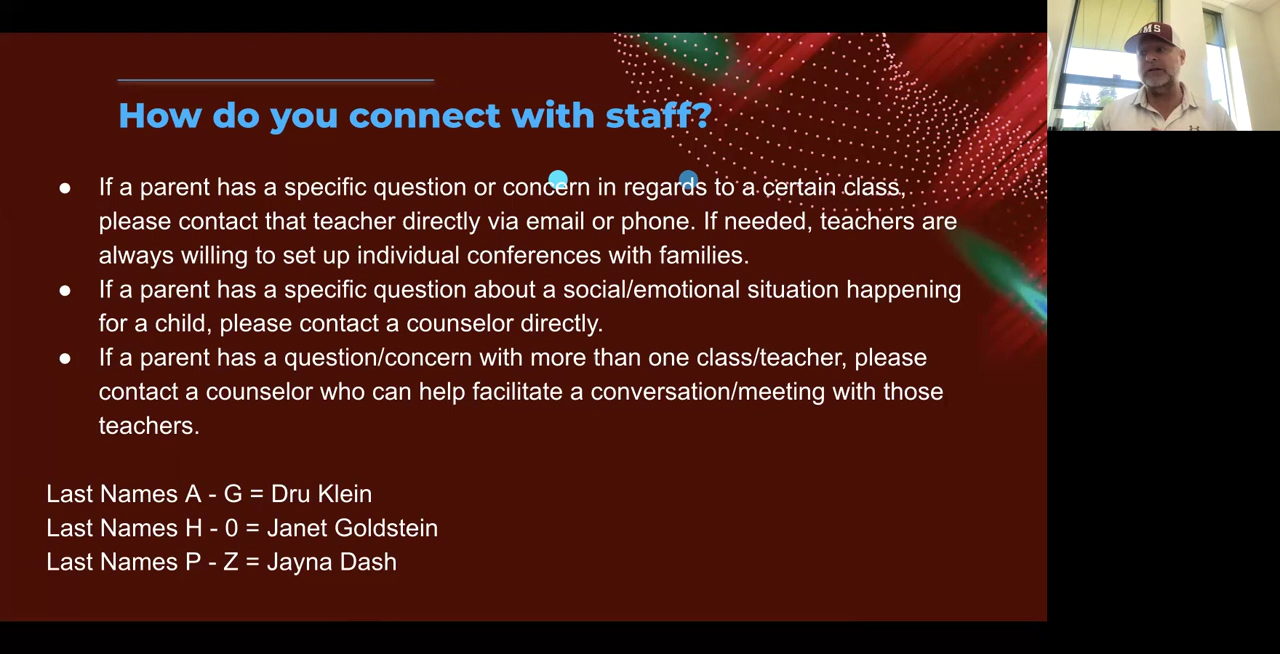 How do you connect with staff?
● If a parent has a specific question or concern in regards to a certain class,
please contact that teacher directly via email or phone. If needed, teachers are
always willing to set up individual conferences with families.
● If a parent has a specific question about a social/emotional situation happening
for a child, please contact a counselor directly.
● If a parent has a question/concern with more than one class/teacher, please
contact a counselor who can help facilitate a conversation/meeting with those
teachers.
Last Names A - G = Dru Klein
Last Names H - 0 = Janet Goldstein
Last Names P - Z = Jayna Dash